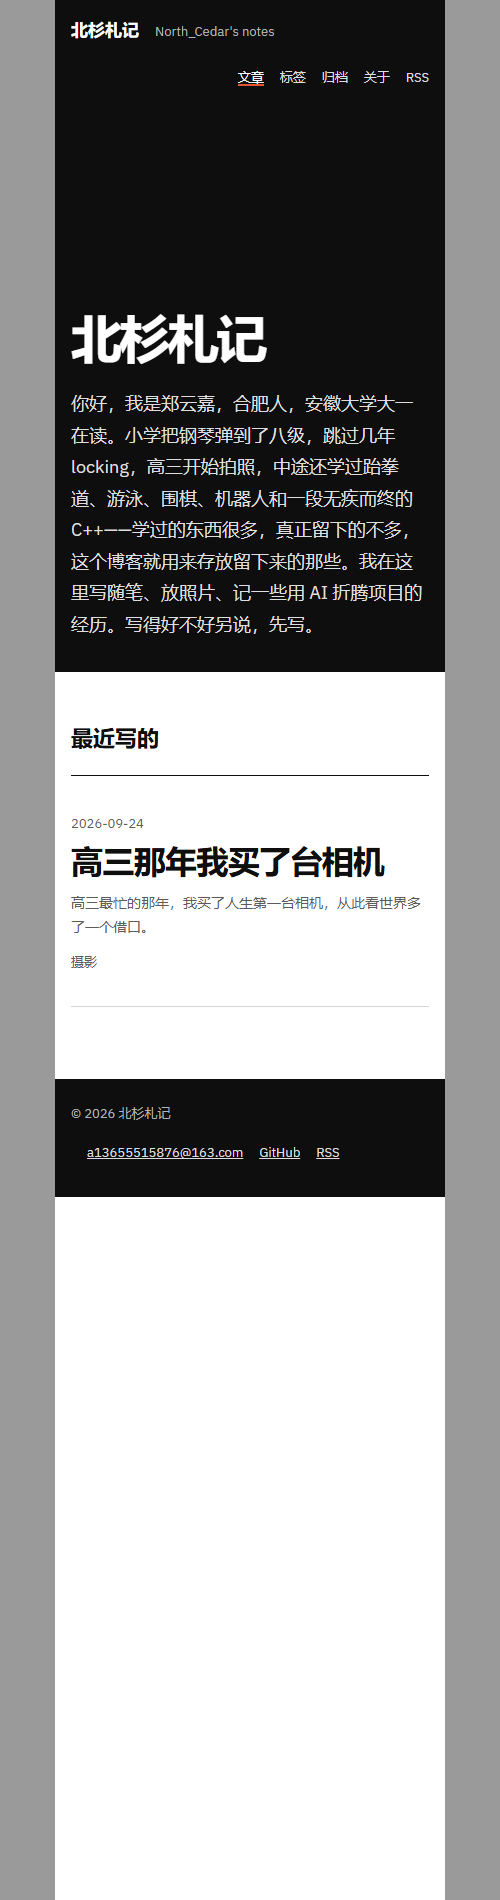 北杉札记 North_Cedar's notes
文章 标签 归档 关于 RSS
北杉札记
你好，我是郑云嘉，合肥人，安徽大学大一
在读。小学把钢琴弹到了八级，跳过几年
locking，高三开始拍照，中途还学过跆拳
道、游泳、围棋、机器人和一段无疾而终的
C++——学过的东西很多，真正留下的不多，
这个博客就用来存放留下来的那些。我在这
里写随笔、放照片、记一些用 AI 折腾项目的
经历。写得好不好另说，先写。
最近写的
2026-09-24
高三那年我买了台相机
高三最忙的那年，我买了人生第一台相机，从此看世界多
了一个借口。
摄影
© 2026 北杉札记
a13655515876@163.com GitHub RSS